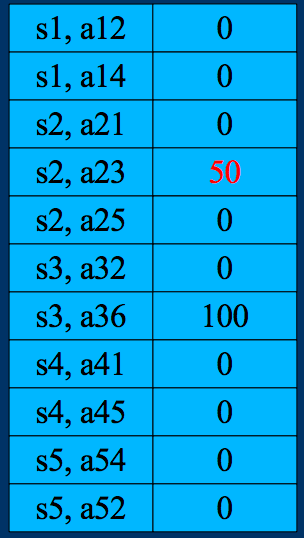 s1, a12 0
s1, a14 0
s2, a21 0
s2, a23 50
s2, a25 0
s3, a32 0
s3, a36 100
s4, a41 0
s4, a45 0
s5, a54 0
s5, a52 0